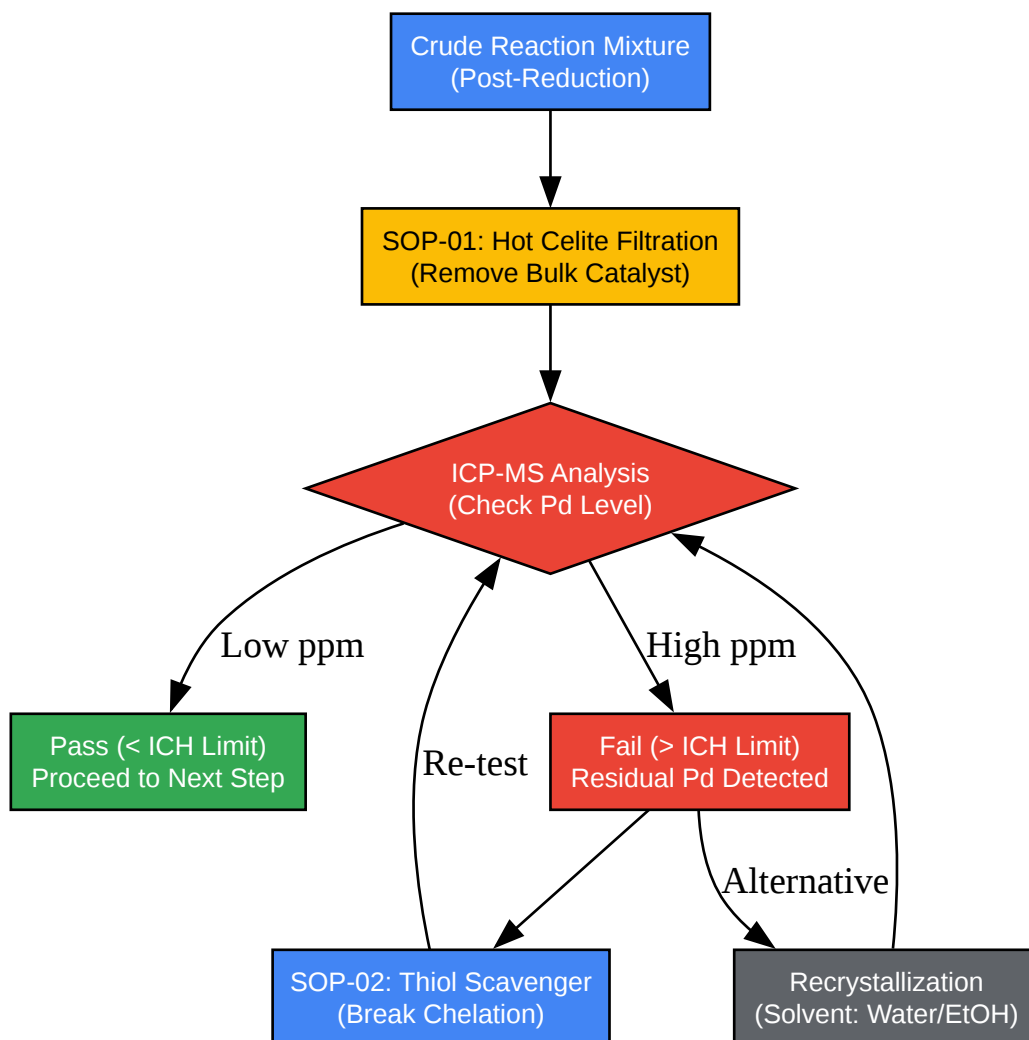 Crude Reaction Mixture
(Post-Reduction)
SOP-01: Hot Celite Filtration
(Remove Bulk Catalyst)
ICP-MS Analysis
(Check Pd Level)
Low ppm
High ppm
Pass (< ICH Limit)
Proceed to Next Step
Re-test
Fail (> ICH Limit)
Residual Pd Detected
Alternative
SOP-02: Thiol Scavenger
(Break Chelation)
Recrystallization
(Solvent: Water/EtOH)